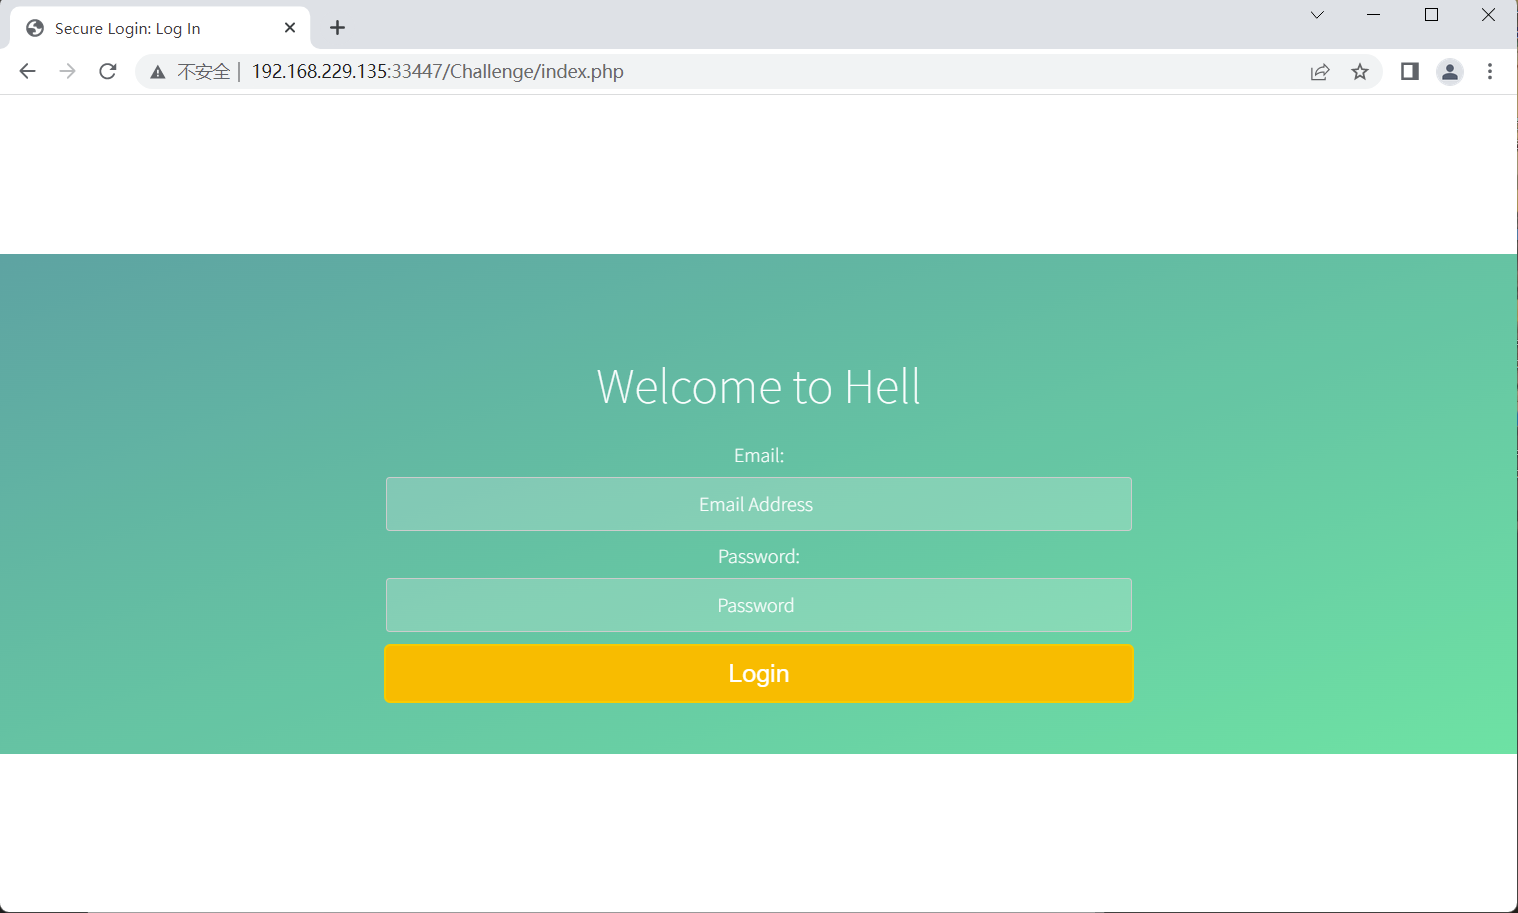 Secure Login: Log In
不安全 | 192.168.229.135:33447/Challenge/index.php
Welcome to Hell
Email:
Email Address
Password:
Password
Login